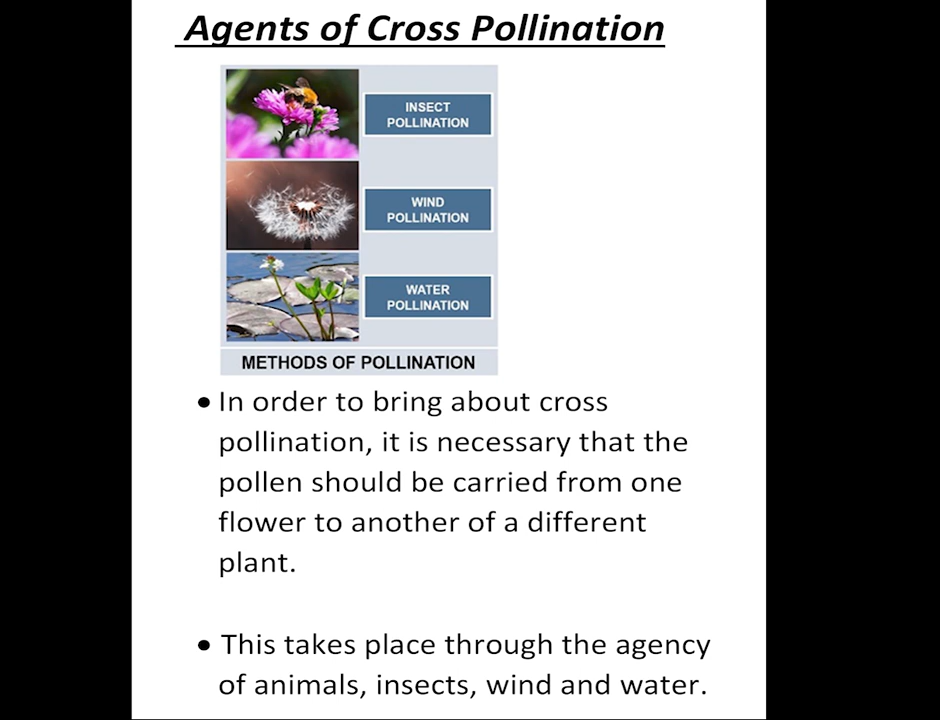 Agents of Cross Pollination
INSECT
POLLINATION
WIND
POLLINATION
WATER
POLLINATION
METHODS OF POLLINATION
• In order to bring about cross
pollination, it is necessary that the
pollen should be carried from one
flower to another of a different
plant.
• This takes place through the agency
of animals, insects, wind and water.